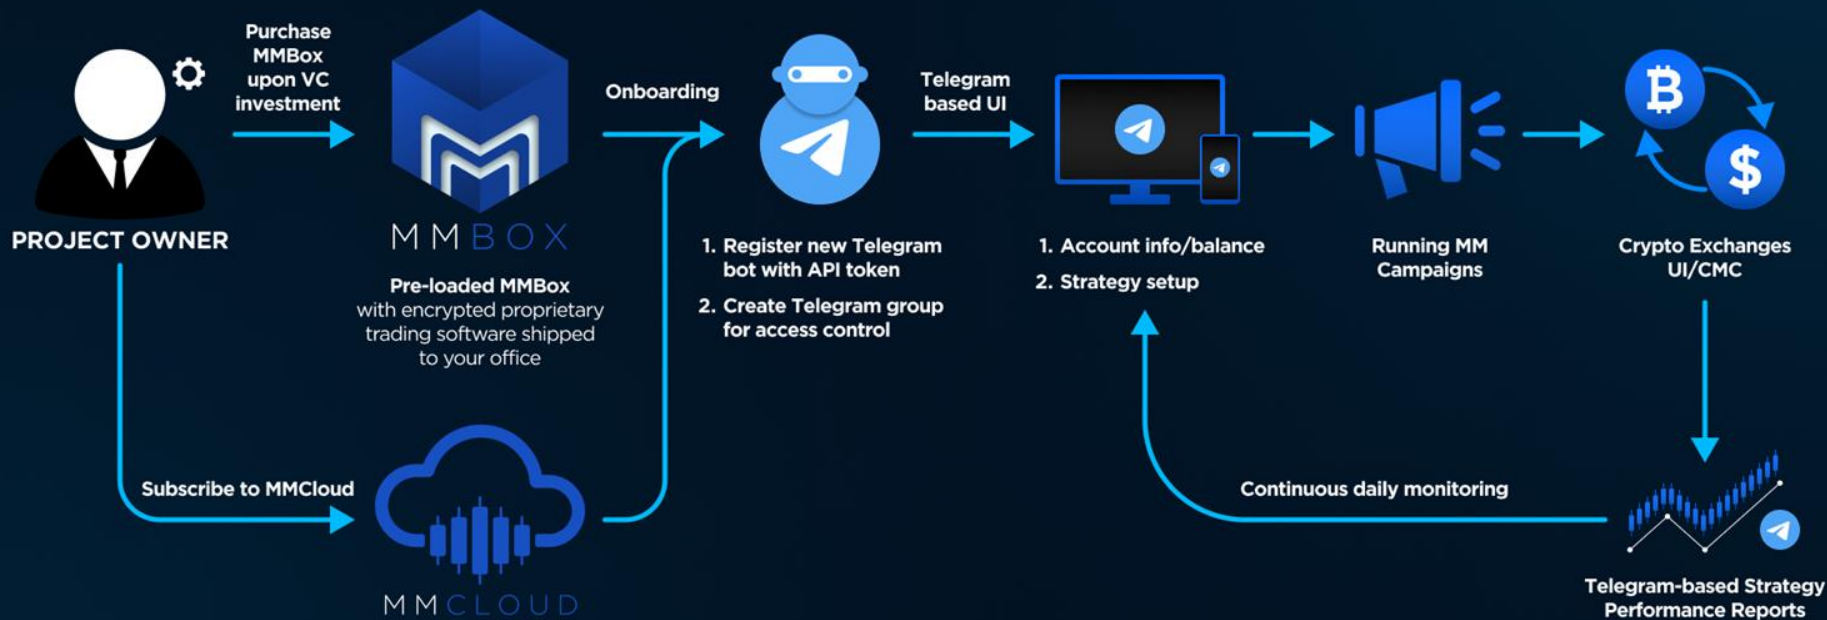 Purchase
MMBox
upon VC
investment
PROJECT OWNER
MMBOX
Pre-loaded MMBox
with encrypted proprietary
trading software shipped
to your office
Onboarding
1. Register new Telegram
bot with API token
2. Create Telegram group
for access control
Telegram
based UI
1. Account info/balance
2. Strategy setup
Running MM
Campaigns
Crypto Exchanges
UI/CMC
Subscribe to MMCloud
MMCLOUD
Continuous daily monitoring
Telegram-based Strategy
Performance Reports